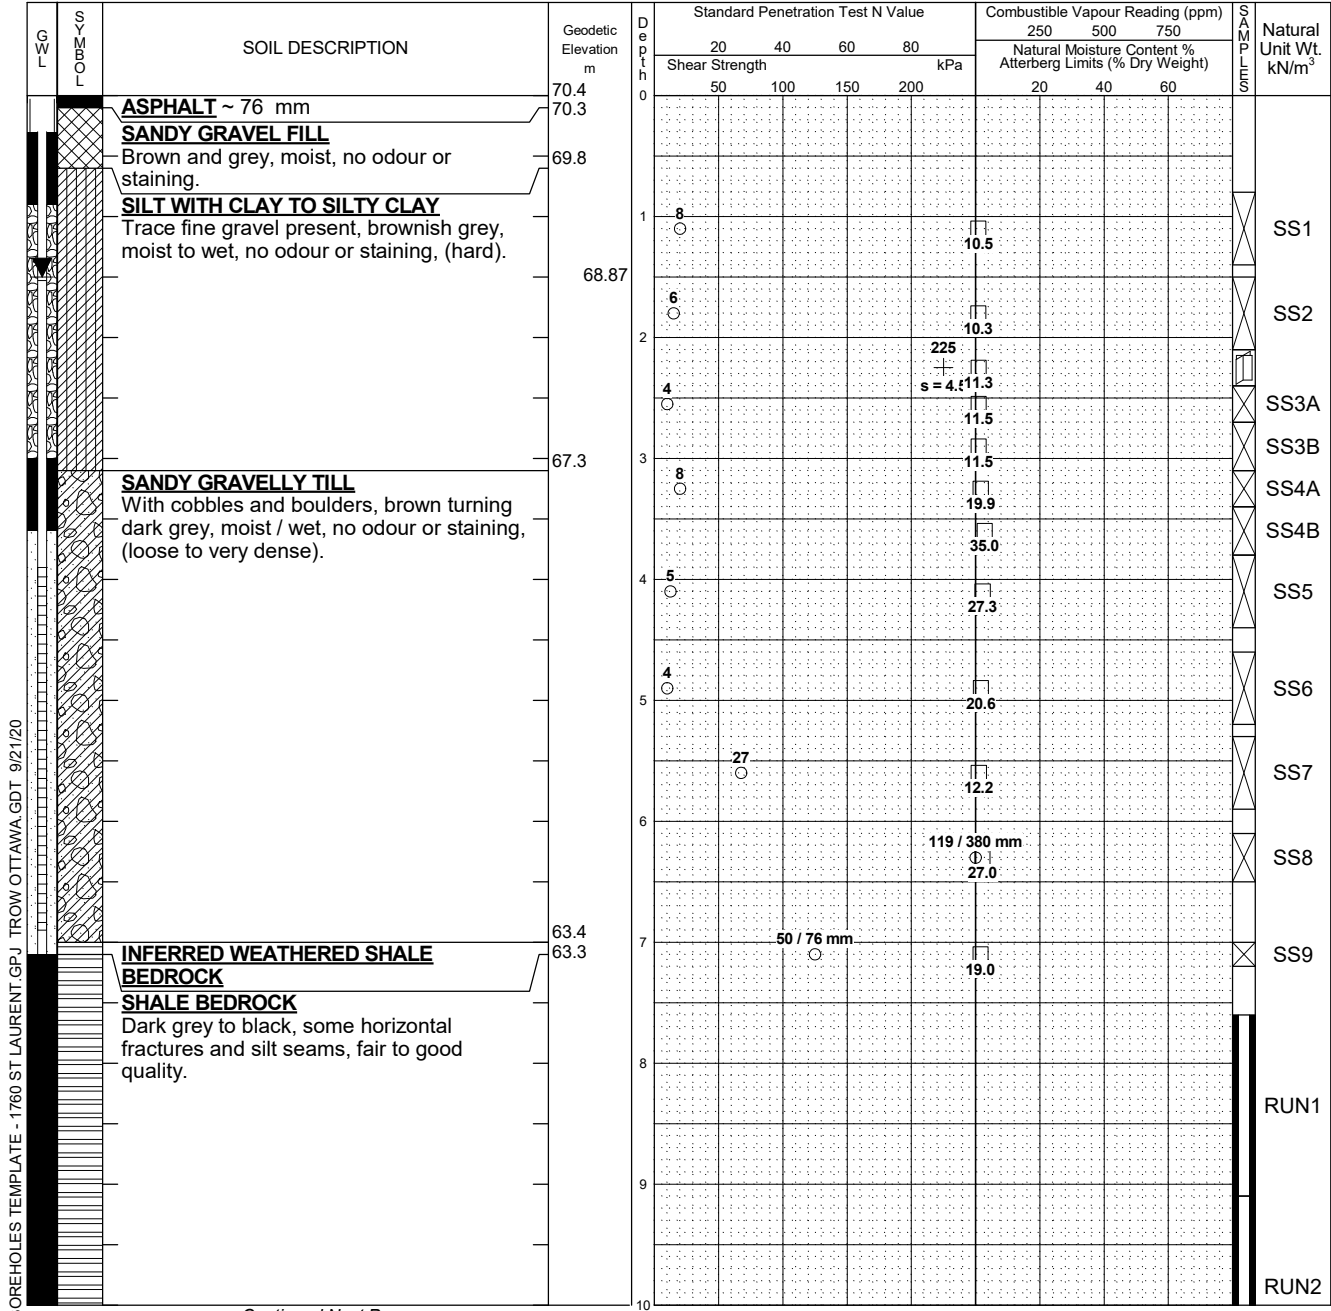 GWL
SYMBOL
SOIL DESCRIPTION
Geodetic
Elevation
m
Depth
Standard Penetration Test N Value
20 40 60 80
Shear Strength kPa
50 100 150 200
Combustible Vapour Reading (ppm)
250 500 750
Natural Moisture Content %
Atterberg Limits (% Dry Weight)
20 40 60
SAMPLES
Natural
Unit Wt.
kN/m³
70.4
0
ASPHALT ~ 76 mm
70.3
SANDY GRAVEL FILL
Brown and grey, moist, no odour or
staining.
69.8
SILT WITH CLAY TO SILTY CLAY
Trace fine gravel present, brownish grey,
moist to wet, no odour or staining, (hard).
68.87
1
8
10.5
SS1
6
10.3
SS2
2
225
s = 4.5
11.3
4
11.5
SS3A
11.5
SS3B
67.3
3
SANDY GRAVELLY TILL
With cobbles and boulders, brown turning
dark grey, moist / wet, no odour or staining,
(loose to very dense).
8
19.9
SS4A
35.0
SS4B
4
5
27.3
SS5
4
20.6
SS6
5
27
12.2
SS7
6
119 / 380 mm
27.0
SS8
63.4
7
50 / 76 mm
19.0
SS9
INFERRED WEATHERED SHALE
BEDROCK
63.3
SHALE BEDROCK
Dark grey to black, some horizontal
fractures and silt seams, fair to good
quality.
8
RUN1
9
RUN2
10
OREHOLES TEMPLATE - 1760 ST LAURENT.GPJ TROW OTTAWA.GDT 9/21/20